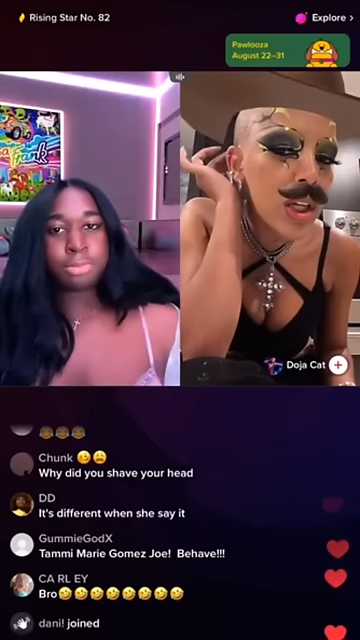 Rising Star No. 82
Explore >
Pawlooza
August 22–31
Frank
Doja Cat
Chunk
Why did you shave your head
DD
It's different when she say it
GummieGodX
Tammi Marie Gomez Joe! Behave!!!
CA RL EY
Bro🤣🤣🤣🤣🤣🤣🤣🤣
dani! joined